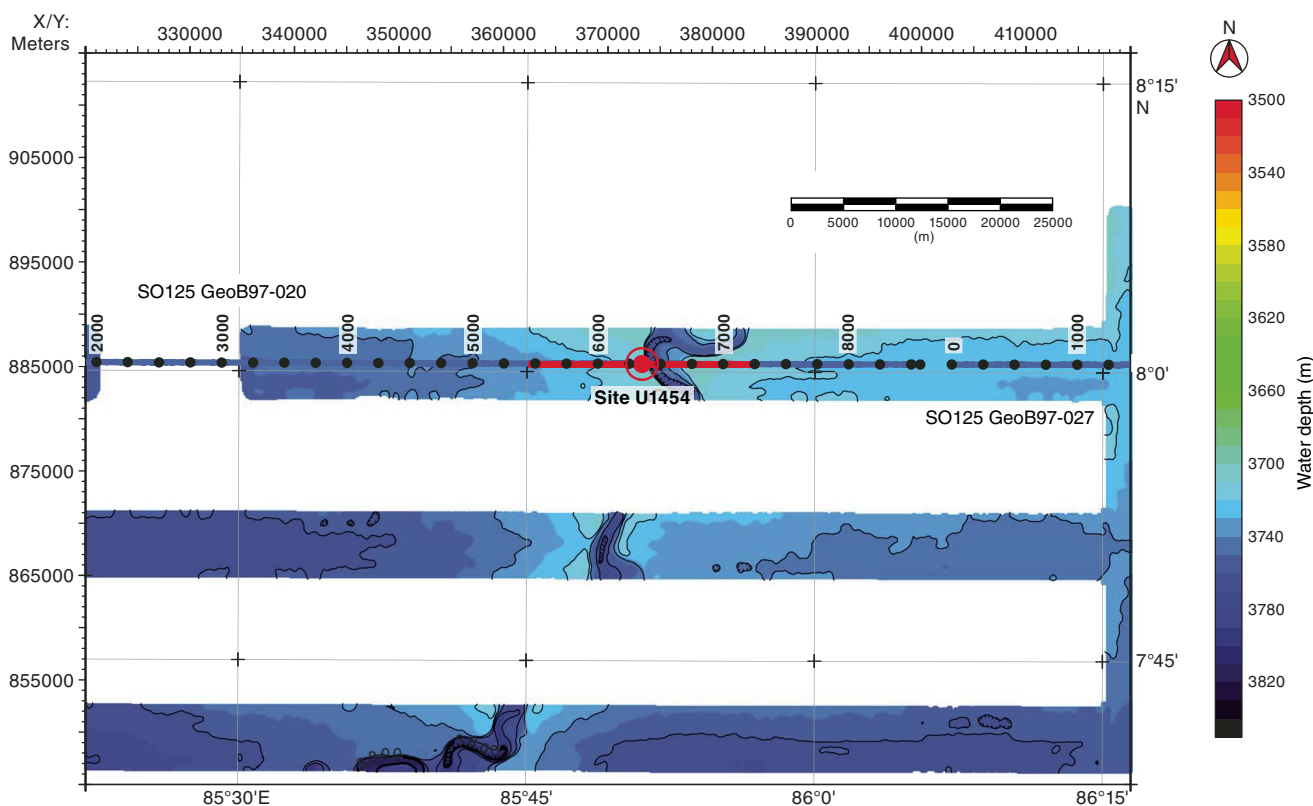 X/Y:
Meters
330000 340000 350000 360000 370000 380000 390000 400000 4100000
N
8°15'
N
3500
3540
3580
3620
3660
3700
3740
3780
3820
Water depth (m)
905000
895000
885000
875000
865000
855000
0 5000 10000 15000 20000 25000
(m)
SO125 GeoB97-020
2000 3000 4000 5000 6000 7000 8000 0 1000
8°0'
Site U1454
SO125 GeoB97-027
7°45'
85°30'E 85°45' 86°0' 86°15'